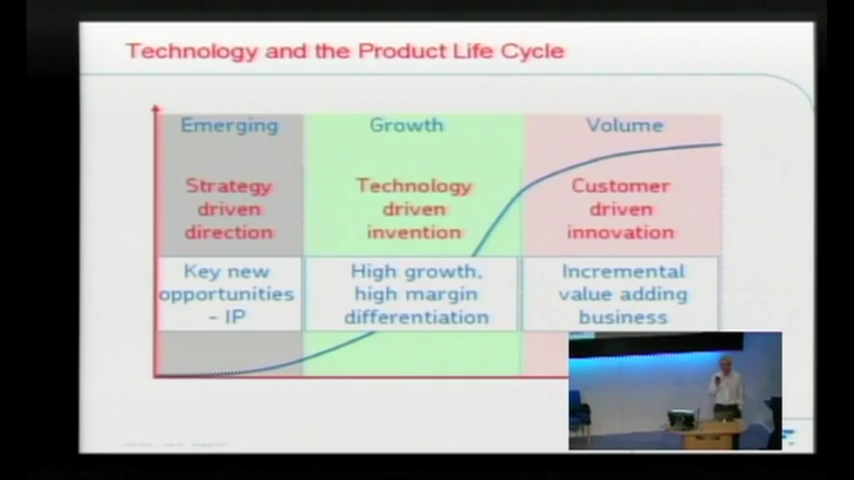 Technology and the Product Life Cycle
Emerging
Growth
Volume
Strategy
driven
direction
Technology
driven
invention
Customer
driven
innovation
Key new
opportunities
- IP
High growth,
high margin
differentiation
Incremental
value adding
business